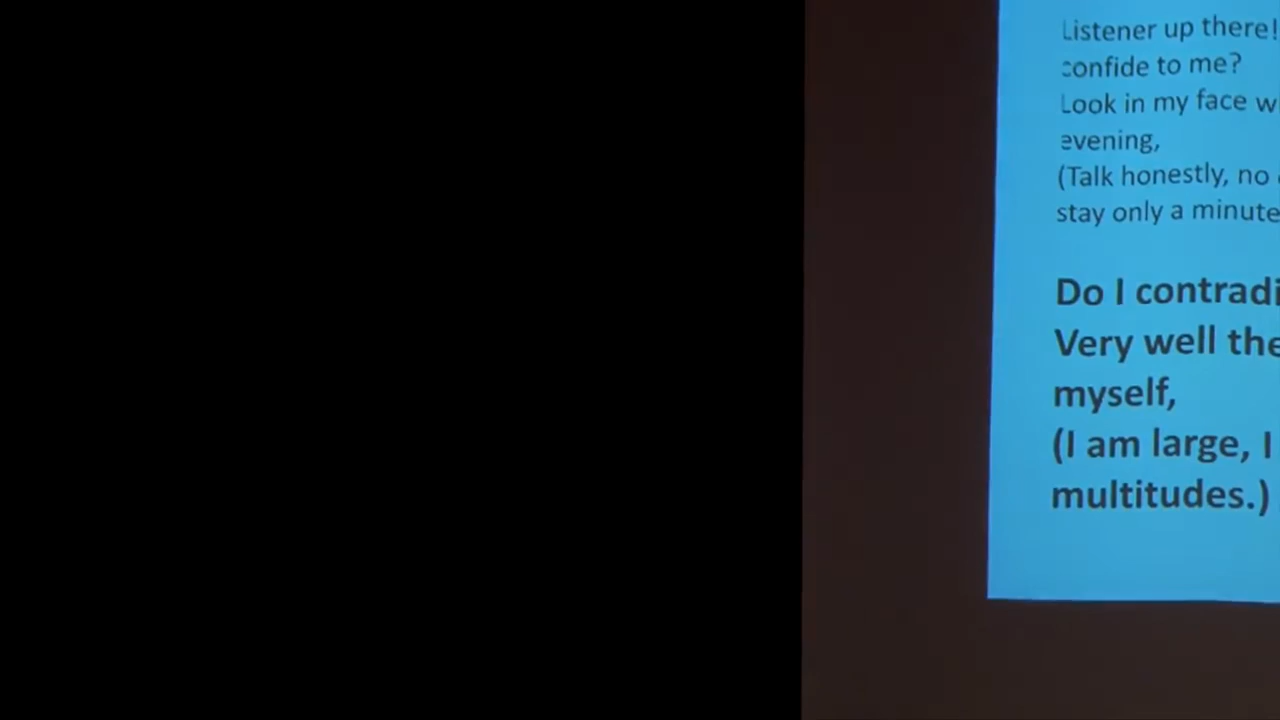 Listener up there!
confide to me?
Look in my face
evening,
(Talk honestly, no
stay only a minute
Do I contradi
Very well the
myself,
(I am large, I
multitudes.)